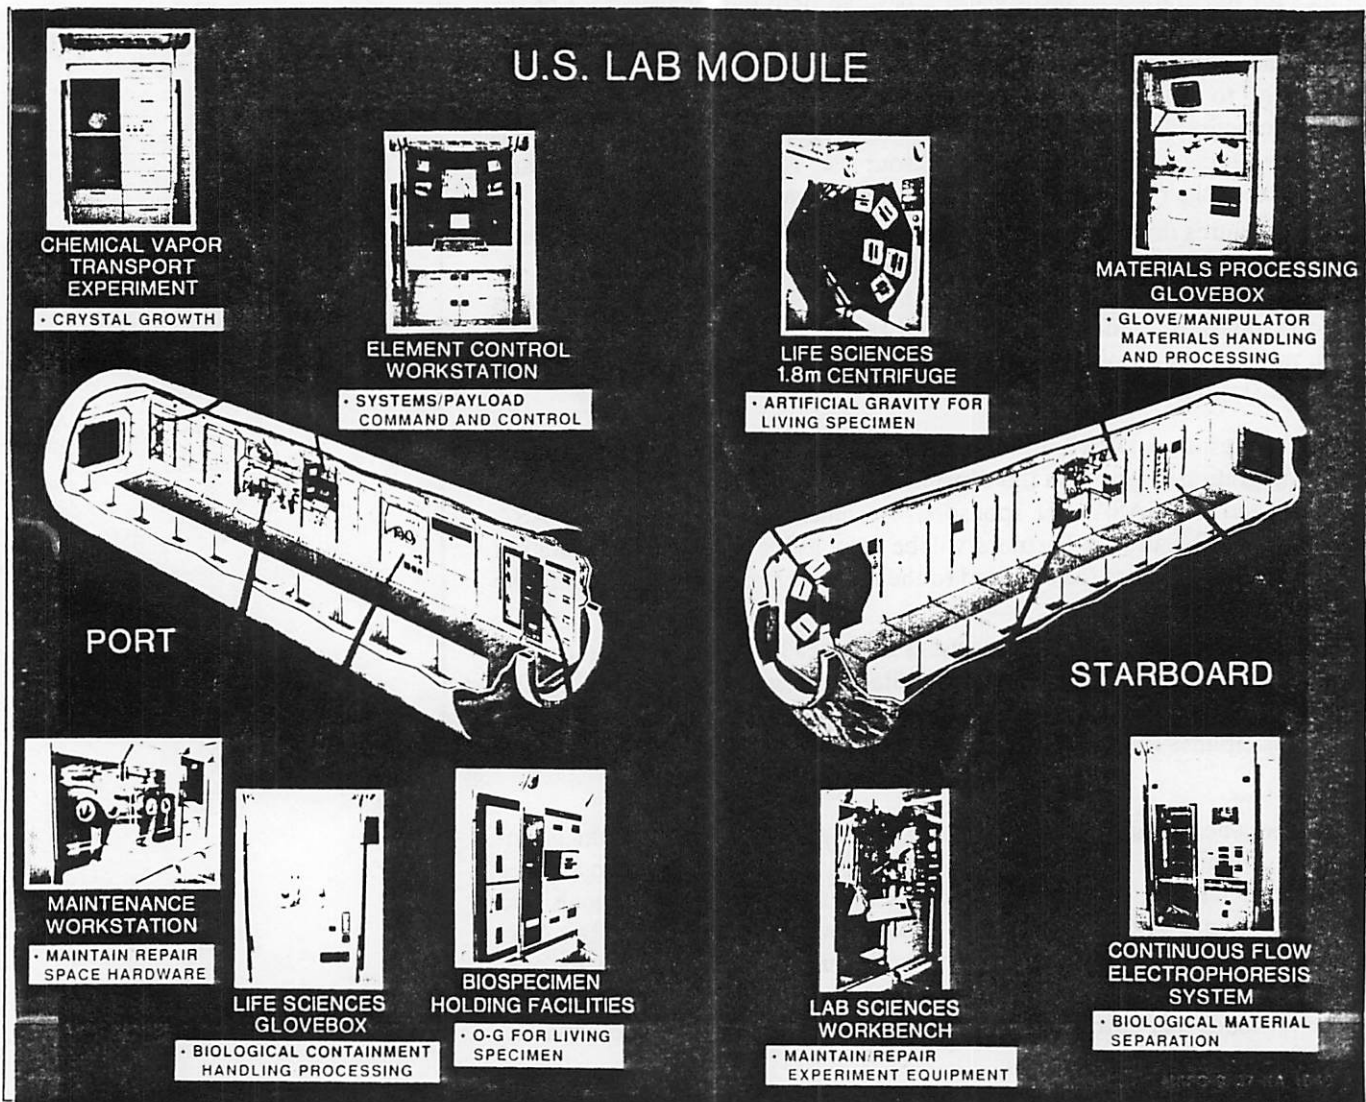 U.S. LAB MODULE
CHEMICAL VAPOR
TRANSPORT
EXPERIMENT
• CRYSTAL GROWTH
ELEMENT CONTROL
WORKSTATION
• SYSTEMS/PAYLOAD
COMMAND AND CONTROL
LIFE SCIENCES
1.8m CENTRIFUGE
• ARTIFICIAL GRAVITY FOR
LIVING SPECIMEN
MATERIALS PROCESSING
GLOVEBOX
• GLOVE/MANIPULATOR
MATERIALS HANDLING
AND PROCESSING
PORT
STARBOARD
MAINTENANCE
WORKSTATION
• MAINTAIN REPAIR
SPACE HARDWARE
LIFE SCIENCES
GLOVEBOX
• BIOLOGICAL CONTAINMENT
HANDLING PROCESSING
BIOSPECIMEN
HOLDING FACILITIES
• O-G FOR LIVING
SPECIMEN
LAB SCIENCES
WORKBENCH
• MAINTAIN/REPAIR
EXPERIMENT EQUIPMENT
CONTINUOUS FLOW
ELECTROPHORESIS
SYSTEM
• BIOLOGICAL MATERIAL
SEPARATION